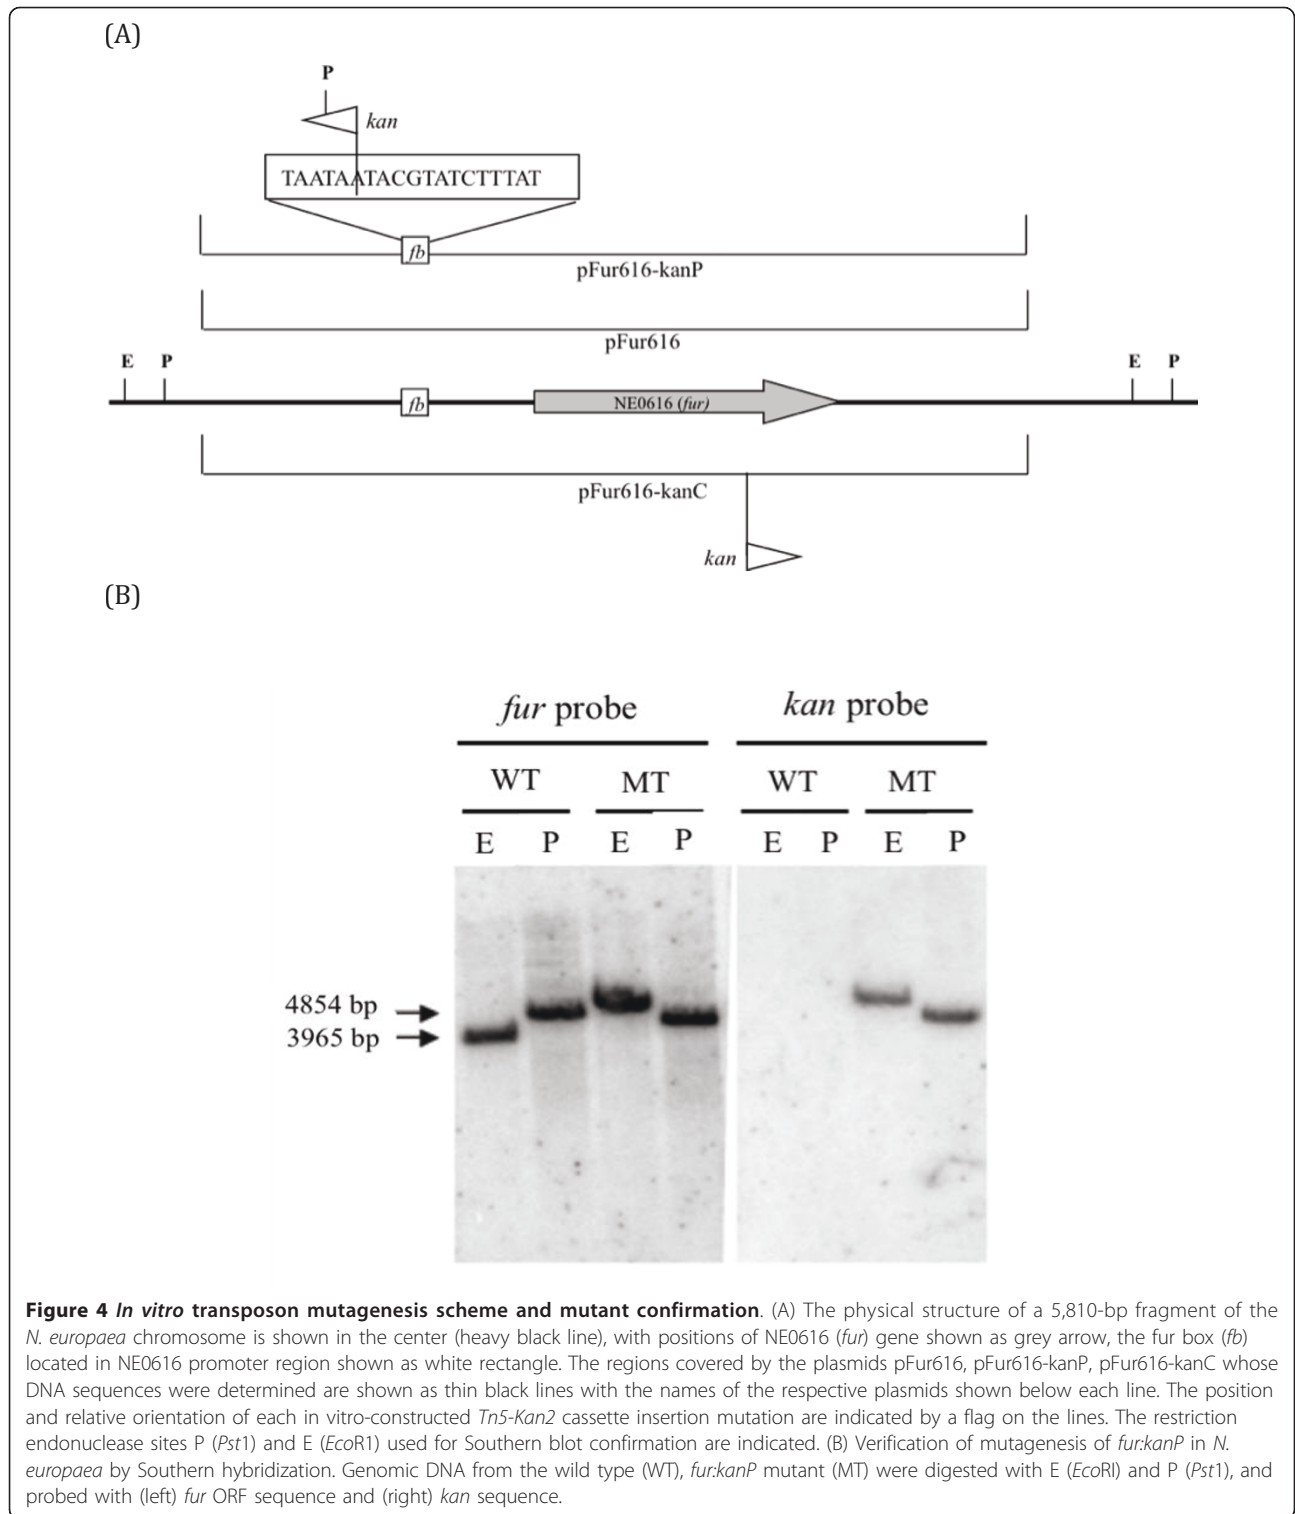 (A)
P
kan
TAATAATACGTATCTTTAT
fb
pFur616-kanP
pFur616
E P E P
fb NE0616 (fur)
pFur616-kanC
kan
(B)
fur probe kan probe
WT MT WT MT
E P E P E P E P
4854 bp
3965 bp
Figure 4 In vitro transposon mutagenesis scheme and mutant confirmation. (A) The physical structure of a 5,810-bp fragment of the
N. europaea chromosome is shown in the center (heavy black line), with positions of NE0616 (fur) gene shown as grey arrow, the fur box (fb)
located in NE0616 promoter region shown as white rectangle. The regions covered by the plasmids pFur616, pFur616-kanP, pFur616-kanC whose
DNA sequences were determined are shown as thin black lines with the names of the respective plasmids shown below each line. The position
and relative orientation of each in vitro-constructed Tn5-Kan2 cassette insertion mutation are indicated by a flag on the lines. The restriction
endonuclease sites P (Pst1) and E (EcoR1) used for Southern blot confirmation are indicated. (B) Verification of mutagenesis of fur:kanP in N.
europaea by Southern hybridization. Genomic DNA from the wild type (WT), fur:kanP mutant (MT) were digested with E (EcoRI) and P (Pst1), and
probed with (left) fur ORF sequence and (right) kan sequence.